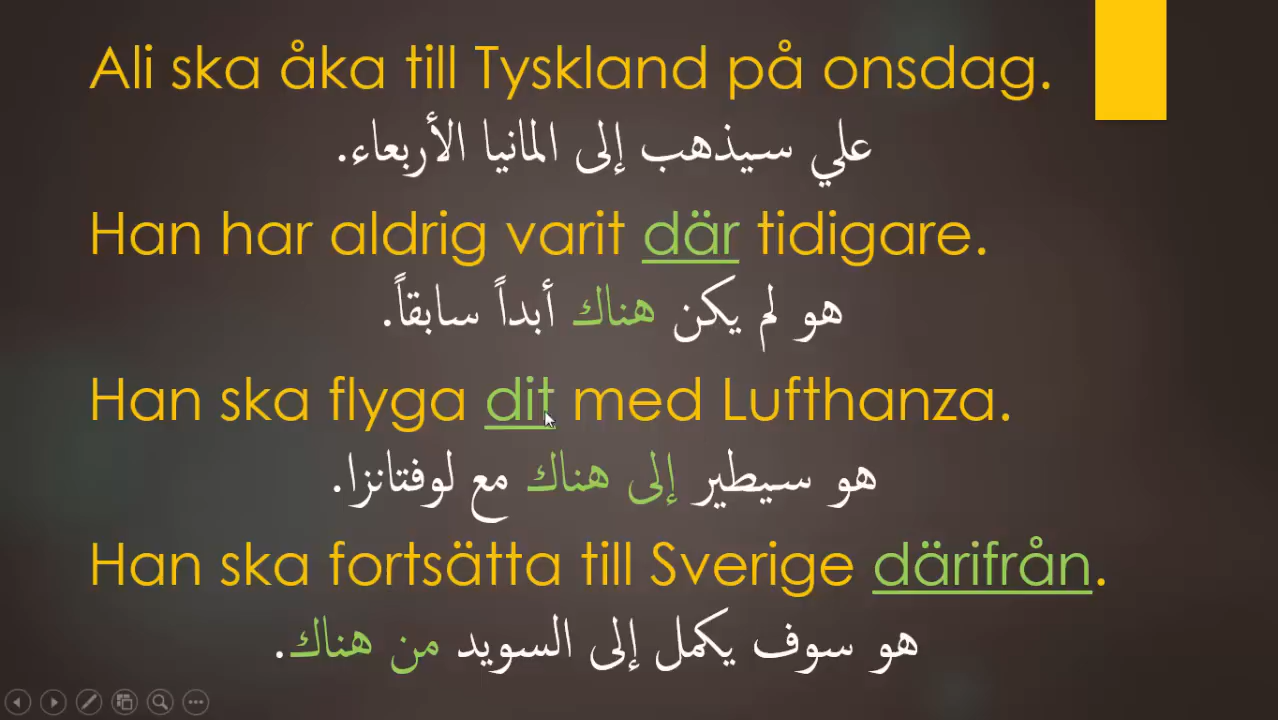 Ali ska åka till Tyskland på onsdag.
علي سيذهب إلى المانيا الأربعاء.
Han har aldrig varit där tidigare.
هو لم يكن هناك أبداً سابقاً.
Han ska flyga dit med Lufthanza.
هو سيطير إلى هناك مع لوفتانزا.
Han ska fortsätta till Sverige därifrån.
هو سوف يكمل إلى السويد من هناك.